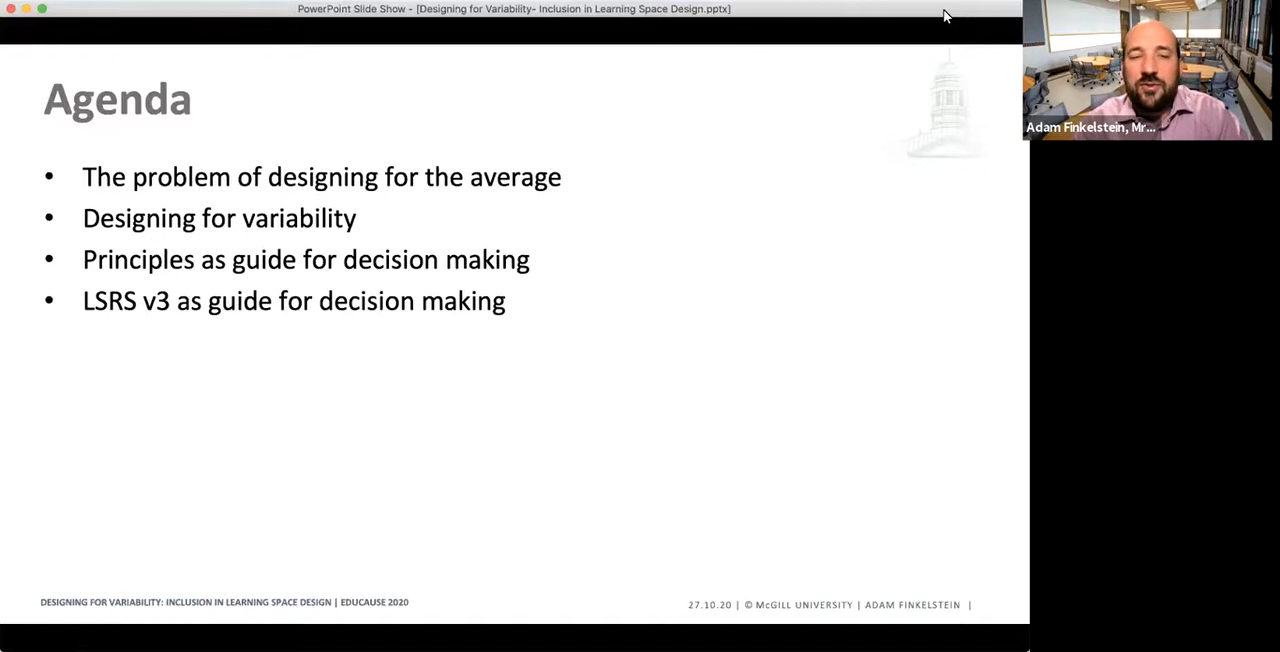 PowerPoint Slide Show - [Designing for Variability- Inclusion in Learning Space Design.pptx]
Adam Finkelstein, Mr...
Agenda
• The problem of designing for the average
• Designing for variability
• Principles as guide for decision making
• LSRS v3 as guide for decision making
DESIGNING FOR VARIABILITY: INCLUSION IN LEARNING SPACE DESIGN | EDUCAUSE 2020
27.10.20 | © McGILL UNIVERSITY | ADAM FINKELSTEIN |